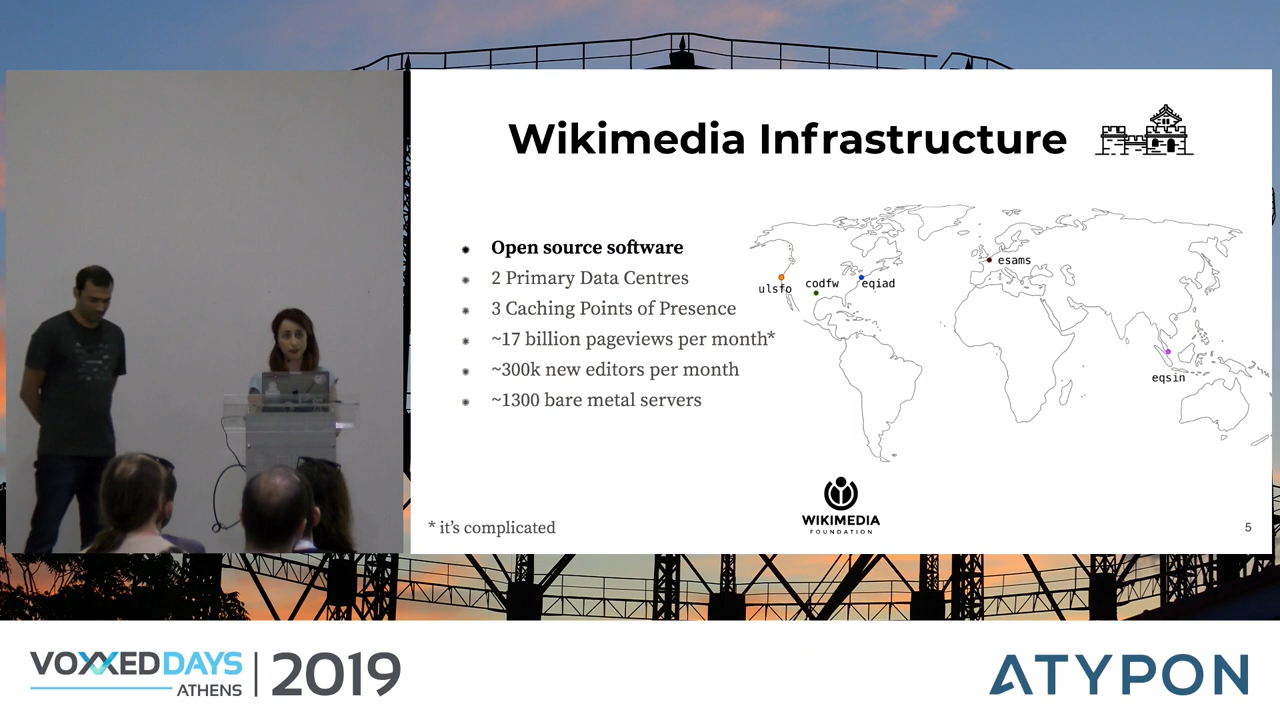 Wikimedia Infrastructure
Open source software
2 Primary Data Centres
3 Caching Points of Presence
~17 billion pageviews per month*
~300k new editors per month
~1300 bare metal servers
ulsfo
codfw
eqiad
esams
eqsin
WIKIMEDIA
FOUNDATION
* it's complicated
5
VOXXED DAYS
ATHENS
2019
ATYPON